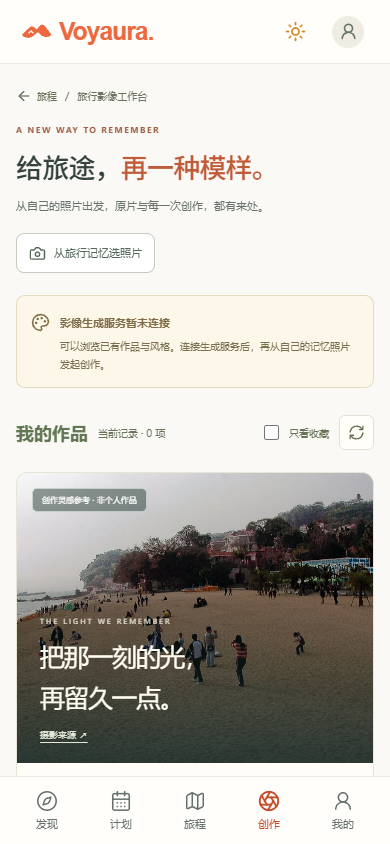 Voyaura.
旅程 / 旅行影像工作台
A NEW WAY TO REMEMBER
给旅途，再一种模样。
从自己的照片出发，原片与每一次创作，都有来处。
从旅行记忆选照片
影像生成服务暂未连接
可以浏览已有作品与风格。连接生成服务后，再从自己的记忆照片
发起创作。
我的作品 当前记录 · 0 项 只看收藏
创作灵感参考 · 非个人作品
THE LIGHT WE REMEMBER
把那一刻的光，
再留久一点。
摄影来源 ↗
发现 计划 旅程 创作 我的